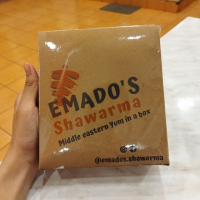 EMADO'S
Shawarma
Middle eastern Yum in a box
@emados.shawarma